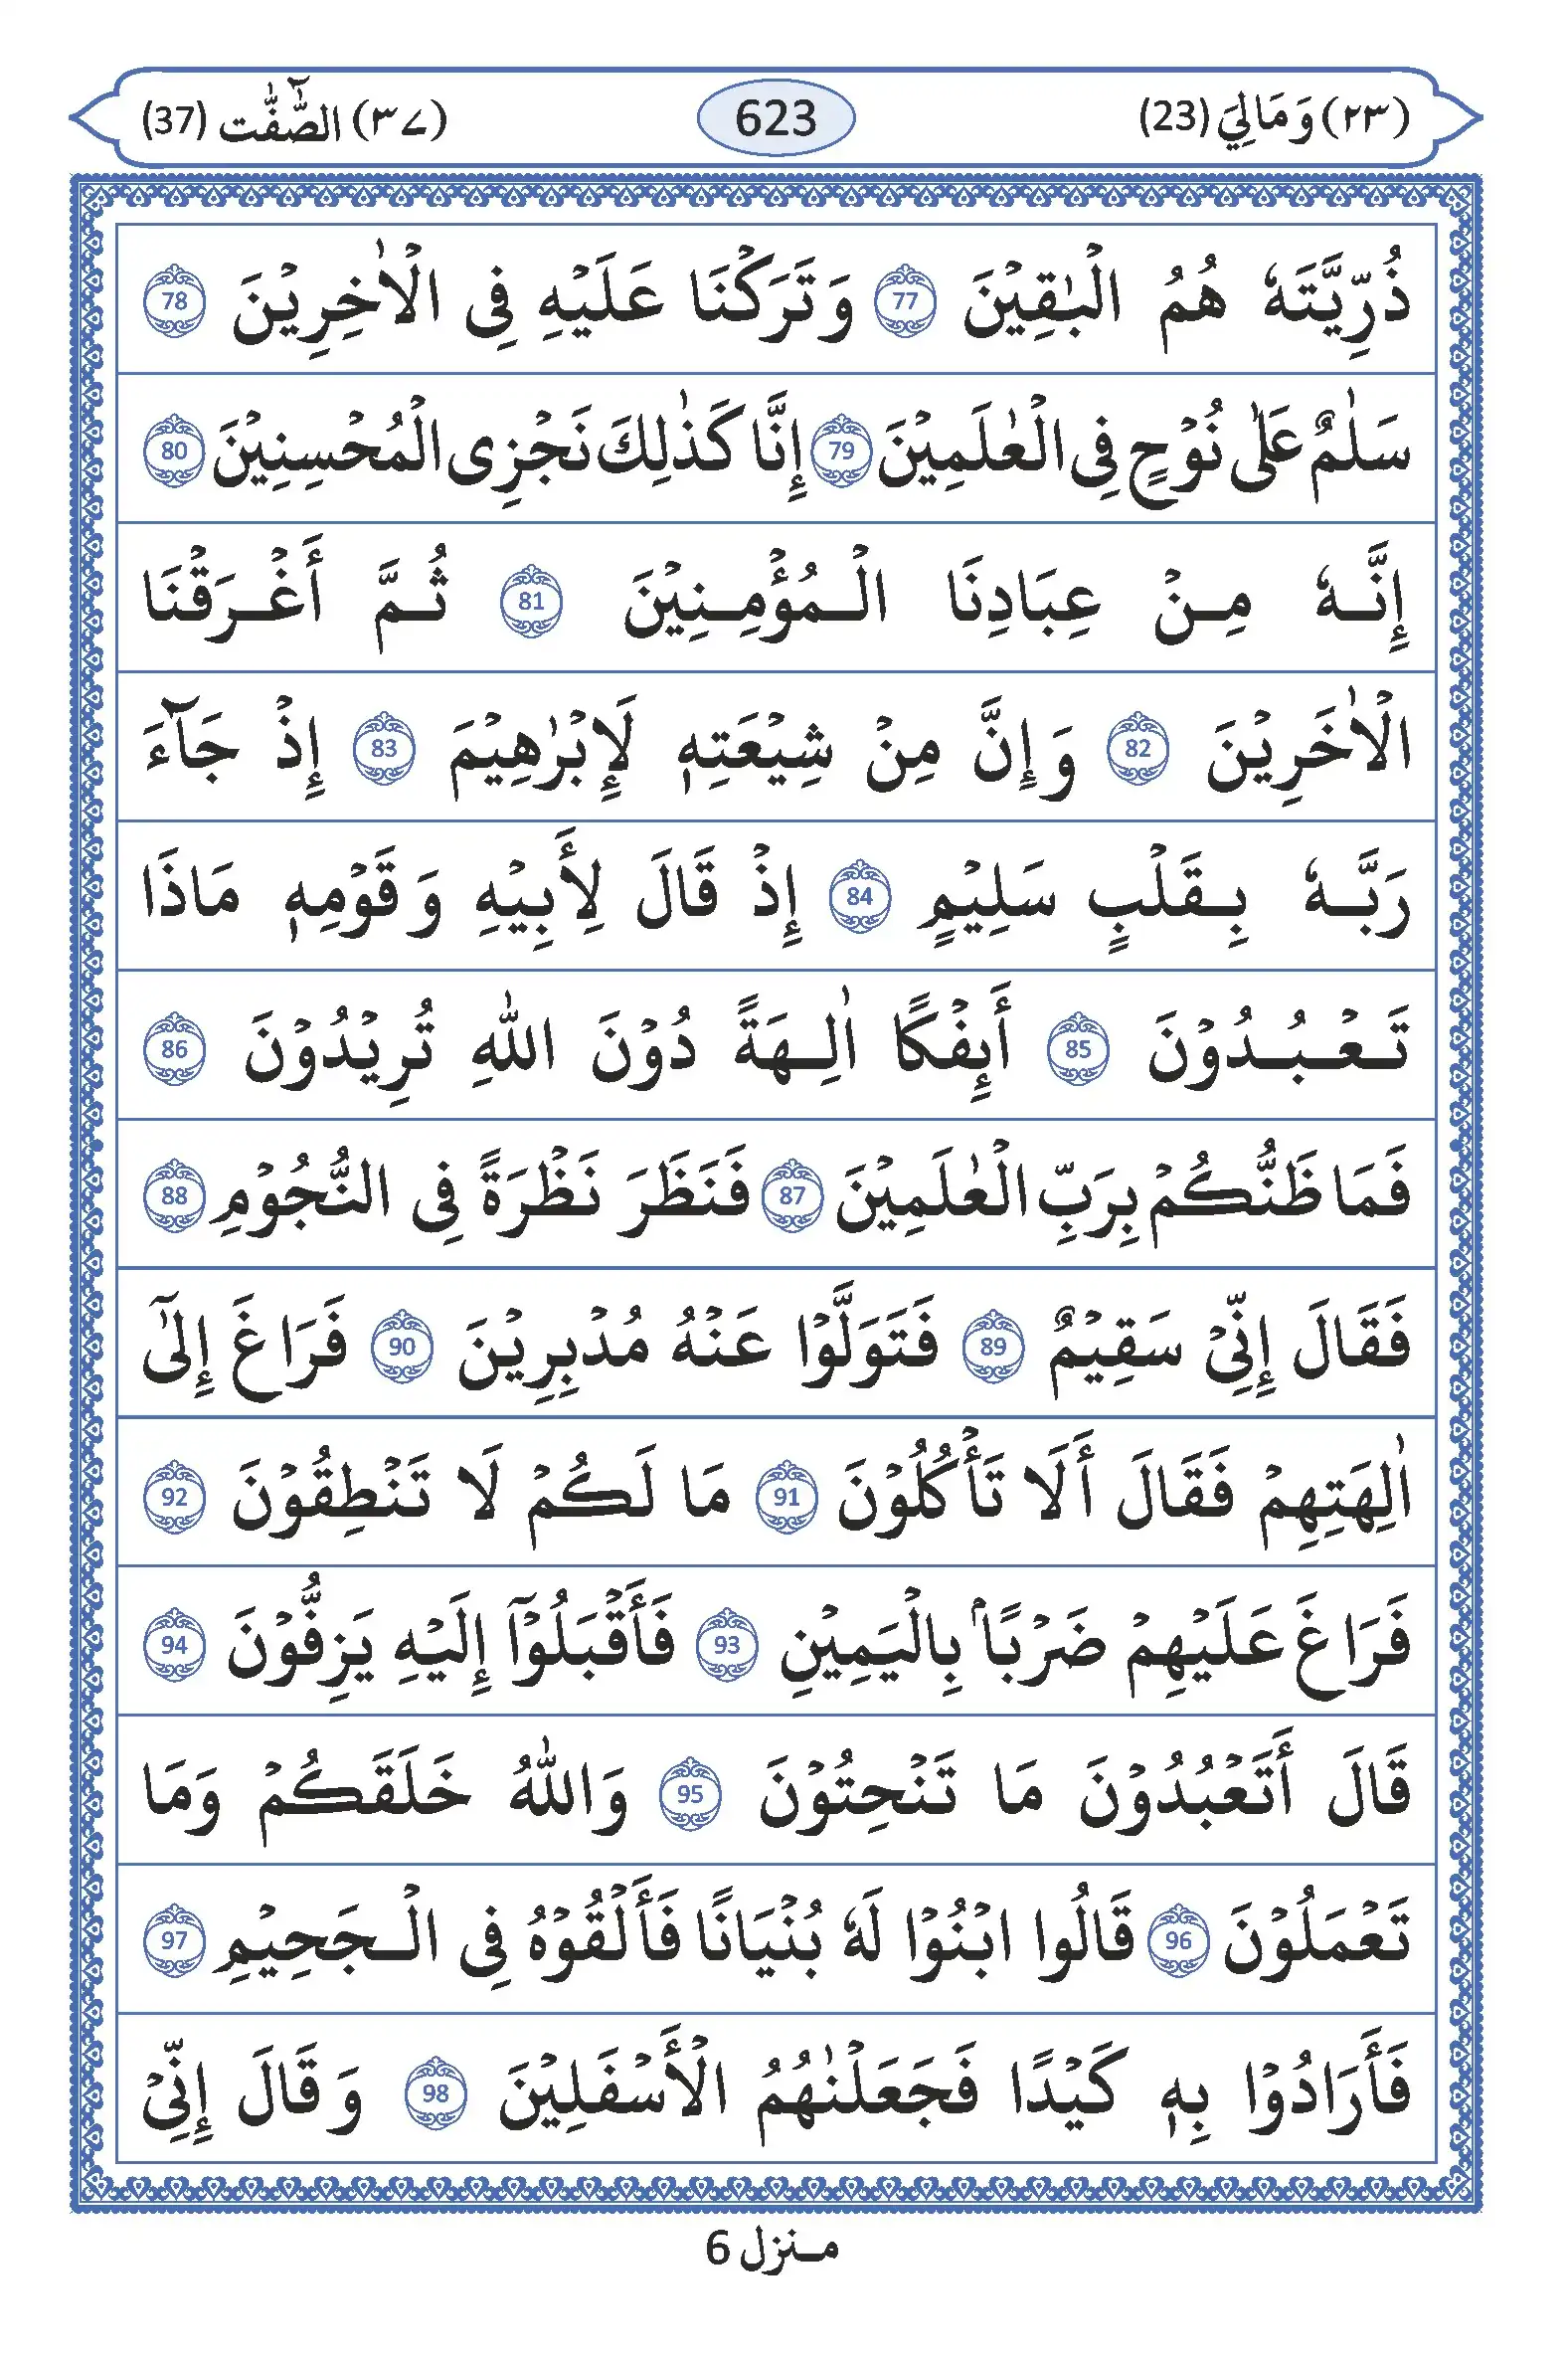 (۲۳) وَمَالِيَ (23) 623 (۳۷) الصّٰٓفّٰت (37)
ذُرِّيَّتَهٗ هُمُ الْبٰقِيْنَ 77 وَتَرَكْنَا عَلَيْهِ فِى الْاٰخِرِيْنَ 78
سَلٰمٌ عَلٰى نُوْحٍ فِى الْعٰلَمِيْنَ 79 إِنَّا كَذٰلِكَ نَجْزِى الْمُحْسِنِيْنَ 80
إِنَّهٗ مِنْ عِبَادِنَا الْمُؤْمِنِيْنَ 81 ثُمَّ أَغْرَقْنَا
الْاٰخَرِيْنَ 82 وَإِنَّ مِنْ شِيْعَتِهٖ لَإِبْرٰهِيْمَ 83 إِذْ جَآءَ
رَبَّهٗ بِقَلْبٍ سَلِيْمٍ 84 إِذْ قَالَ لِأَبِيْهِ وَقَوْمِهٖ مَاذَا
تَعْبُدُوْنَ 85 أَئِفْكًا اٰلِهَةً دُوْنَ اللّٰهِ تُرِيْدُوْنَ 86
فَمَا ظَنُّكُمْ بِرَبِّ الْعٰلَمِيْنَ 87 فَنَظَرَ نَظْرَةً فِى النُّجُوْمِ 88
فَقَالَ إِنِّىْ سَقِيْمٌ 89 فَتَوَلَّوْا عَنْهُ مُدْبِرِيْنَ 90 فَرَاغَ إِلٰٓى
اٰلِهَتِهِمْ فَقَالَ أَلَا تَأْكُلُوْنَ 91 مَا لَكُمْ لَا تَنْطِقُوْنَ 92
فَرَاغَ عَلَيْهِمْ ضَرْبًاۢ بِالْيَمِيْنِ 93 فَأَقْبَلُوْٓا إِلَيْهِ يَزِفُّوْنَ 94
قَالَ أَتَعْبُدُوْنَ مَا تَنْحِتُوْنَ 95 وَاللّٰهُ خَلَقَكُمْ وَمَا
تَعْمَلُوْنَ 96 قَالُوا ابْنُوْا لَهٗ بُنْيَانًا فَأَلْقُوْهُ فِى الْجَحِيْمِ 97
فَأَرَادُوْا بِهٖ كَيْدًا فَجَعَلْنٰهُمُ الْأَسْفَلِيْنَ 98 وَقَالَ إِنِّىْ
منزل 6